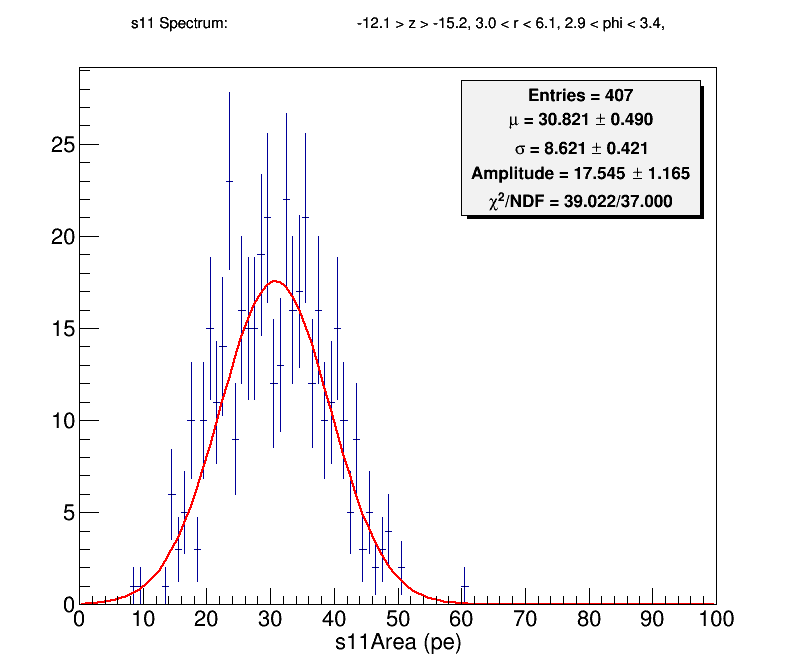 s11 Spectrum: -12.1 > z > -15.2, 3.0 < r < 6.1, 2.9 < phi < 3.4,
Entries = 407
μ = 30.821 ± 0.490
σ = 8.621 ± 0.421
Amplitude = 17.545 ± 1.165
χ²/NDF = 39.022/37.000
25
20
15
10
5
0
0 10 20 30 40 50 60 70 80 90 100
s11Area (pe)